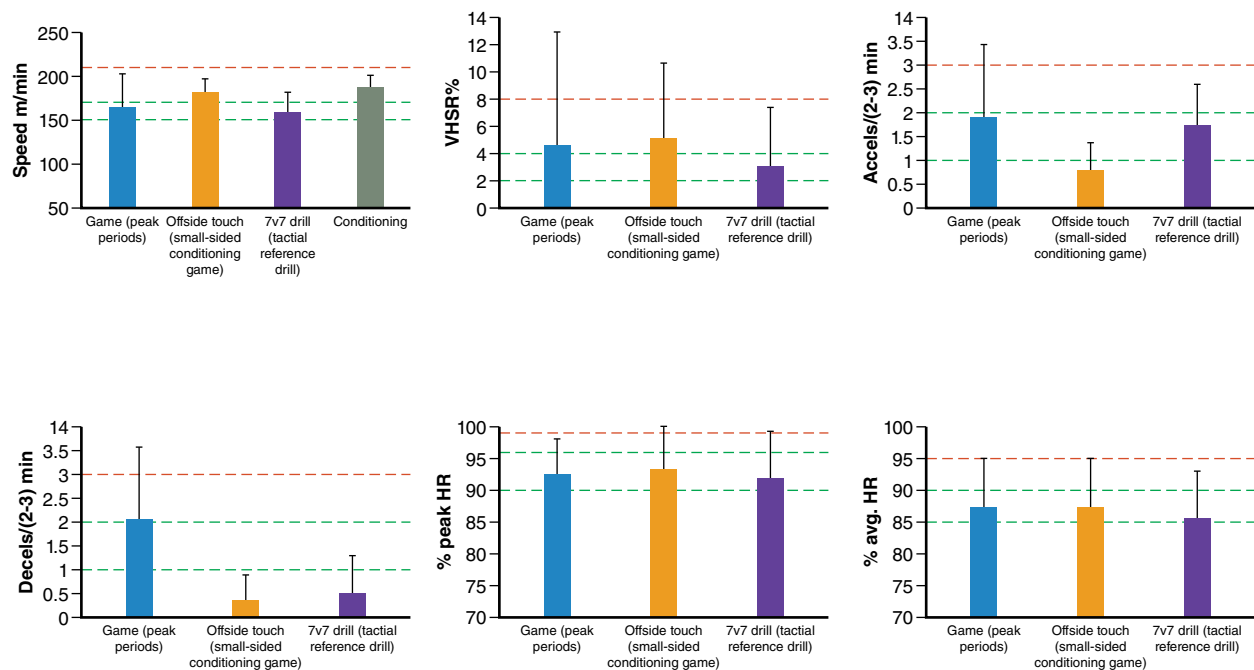 Speed m/min
250
200
150
100
50
Game (peak
periods)
Offside touch
(small-sided
conditioning
game)
7v7 drill
(tactial
reference
drill)
Conditioning
VHSR%
14
12
10
8
6
4
2
0
Game (peak
periods)
Offside touch
(small-sided
conditioning game)
7v7 drill (tactial
reference drill)
Accels/(2-3) min
14
3.5
3
2.5
2
1.5
1
0.5
0
Game (peak
periods)
Offside touch
(small-sided
conditioning game)
7v7 drill (tactial
reference drill)
Decels/(2-3) min
14
3.5
3
2.5
2
1.5
1
0.5
0
Game (peak
periods)
Offside touch
(small-sided
conditioning game)
7v7 drill (tactial
reference drill)
% peak HR
100
95
90
85
90
80
75
70
Game (peak
periods)
Offside touch
(small-sided
conditioning game)
7v7 drill (tactial
reference drill)
% avg. HR
100
95
90
85
80
75
70
Game (peak
periods)
Offside touch
(small-sided
conditioning game)
7v7 drill (tactial
reference drill)